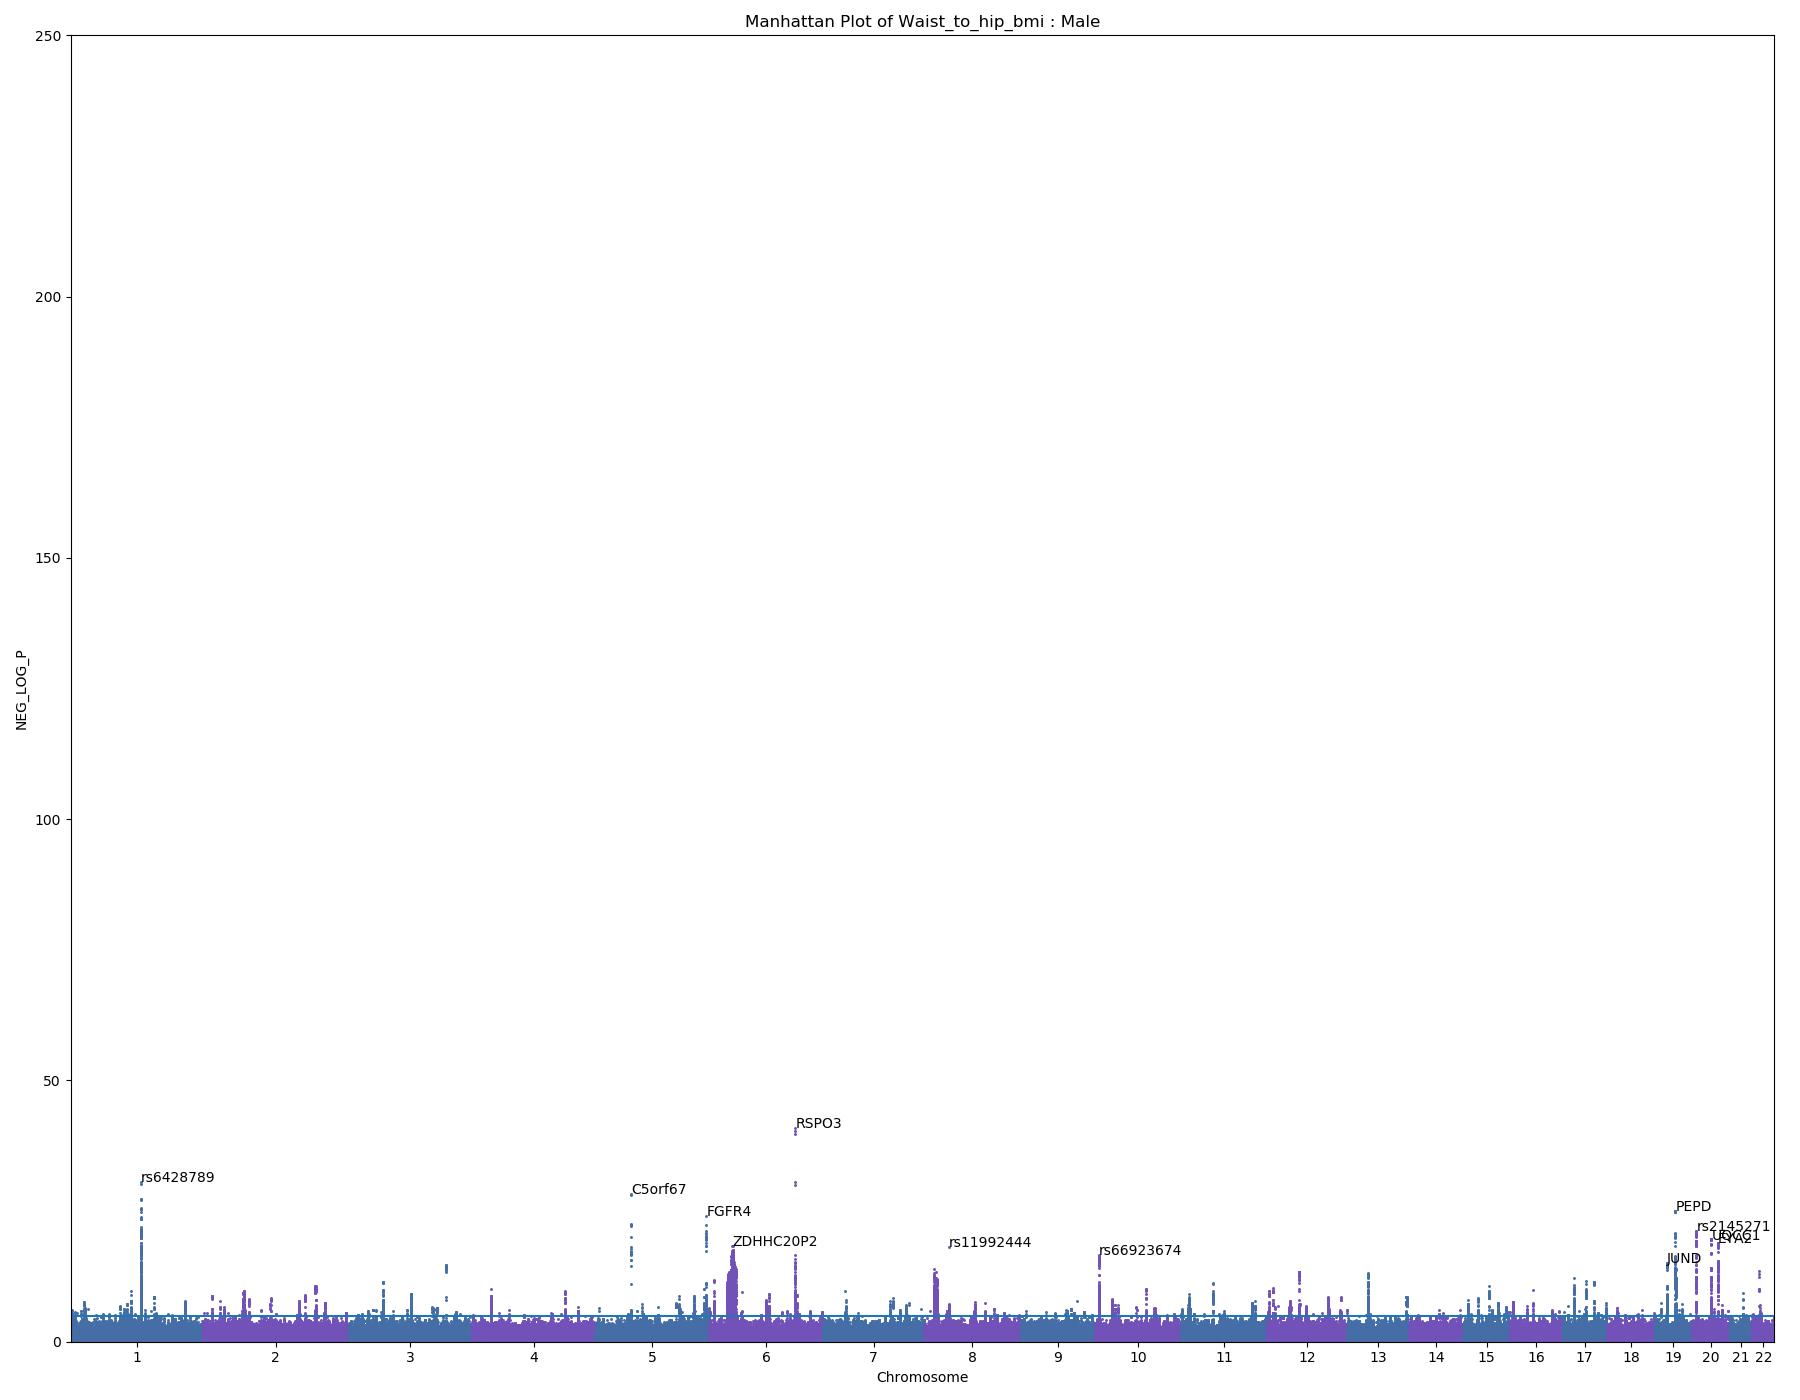 Manhattan Plot of Waist_to_hip_bmi : Male
250
200
150
100
50
0
NEG_LOG_P
RSPO3
rs6428789
C5orf67
FGFR4
PEPD
rs2145271
UQCC1
EYA2
ZDHHC20P2
rs11992444
rs66923674
JUND
1 2 3 4 5 6 7 8 9 10 11 12 13 14 15 16 17 18 19 20 21 22
Chromosome